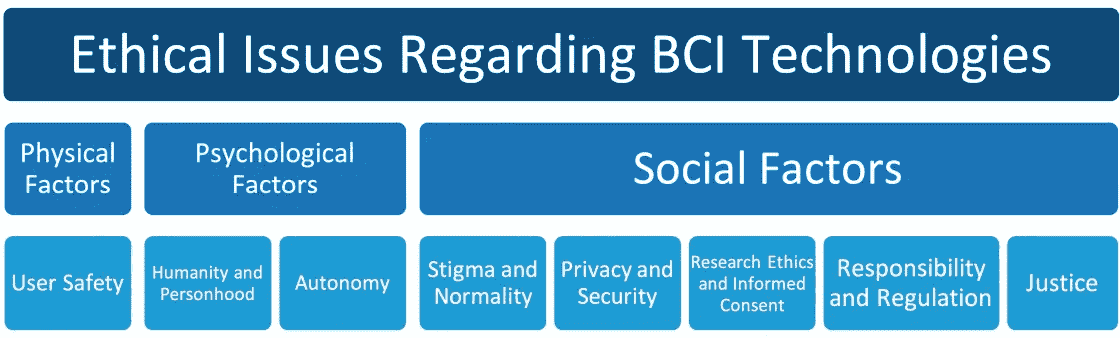 Ethical Issues Regarding BCI Technologies
Physical
Factors
Psychological
Factors
Social Factors
User Safety
Humanity and
Personhood
Autonomy
Stigma and
Normality
Privacy and
Security
Research Ethics
and Informed
Consent
Responsibility
and Regulation
Justice